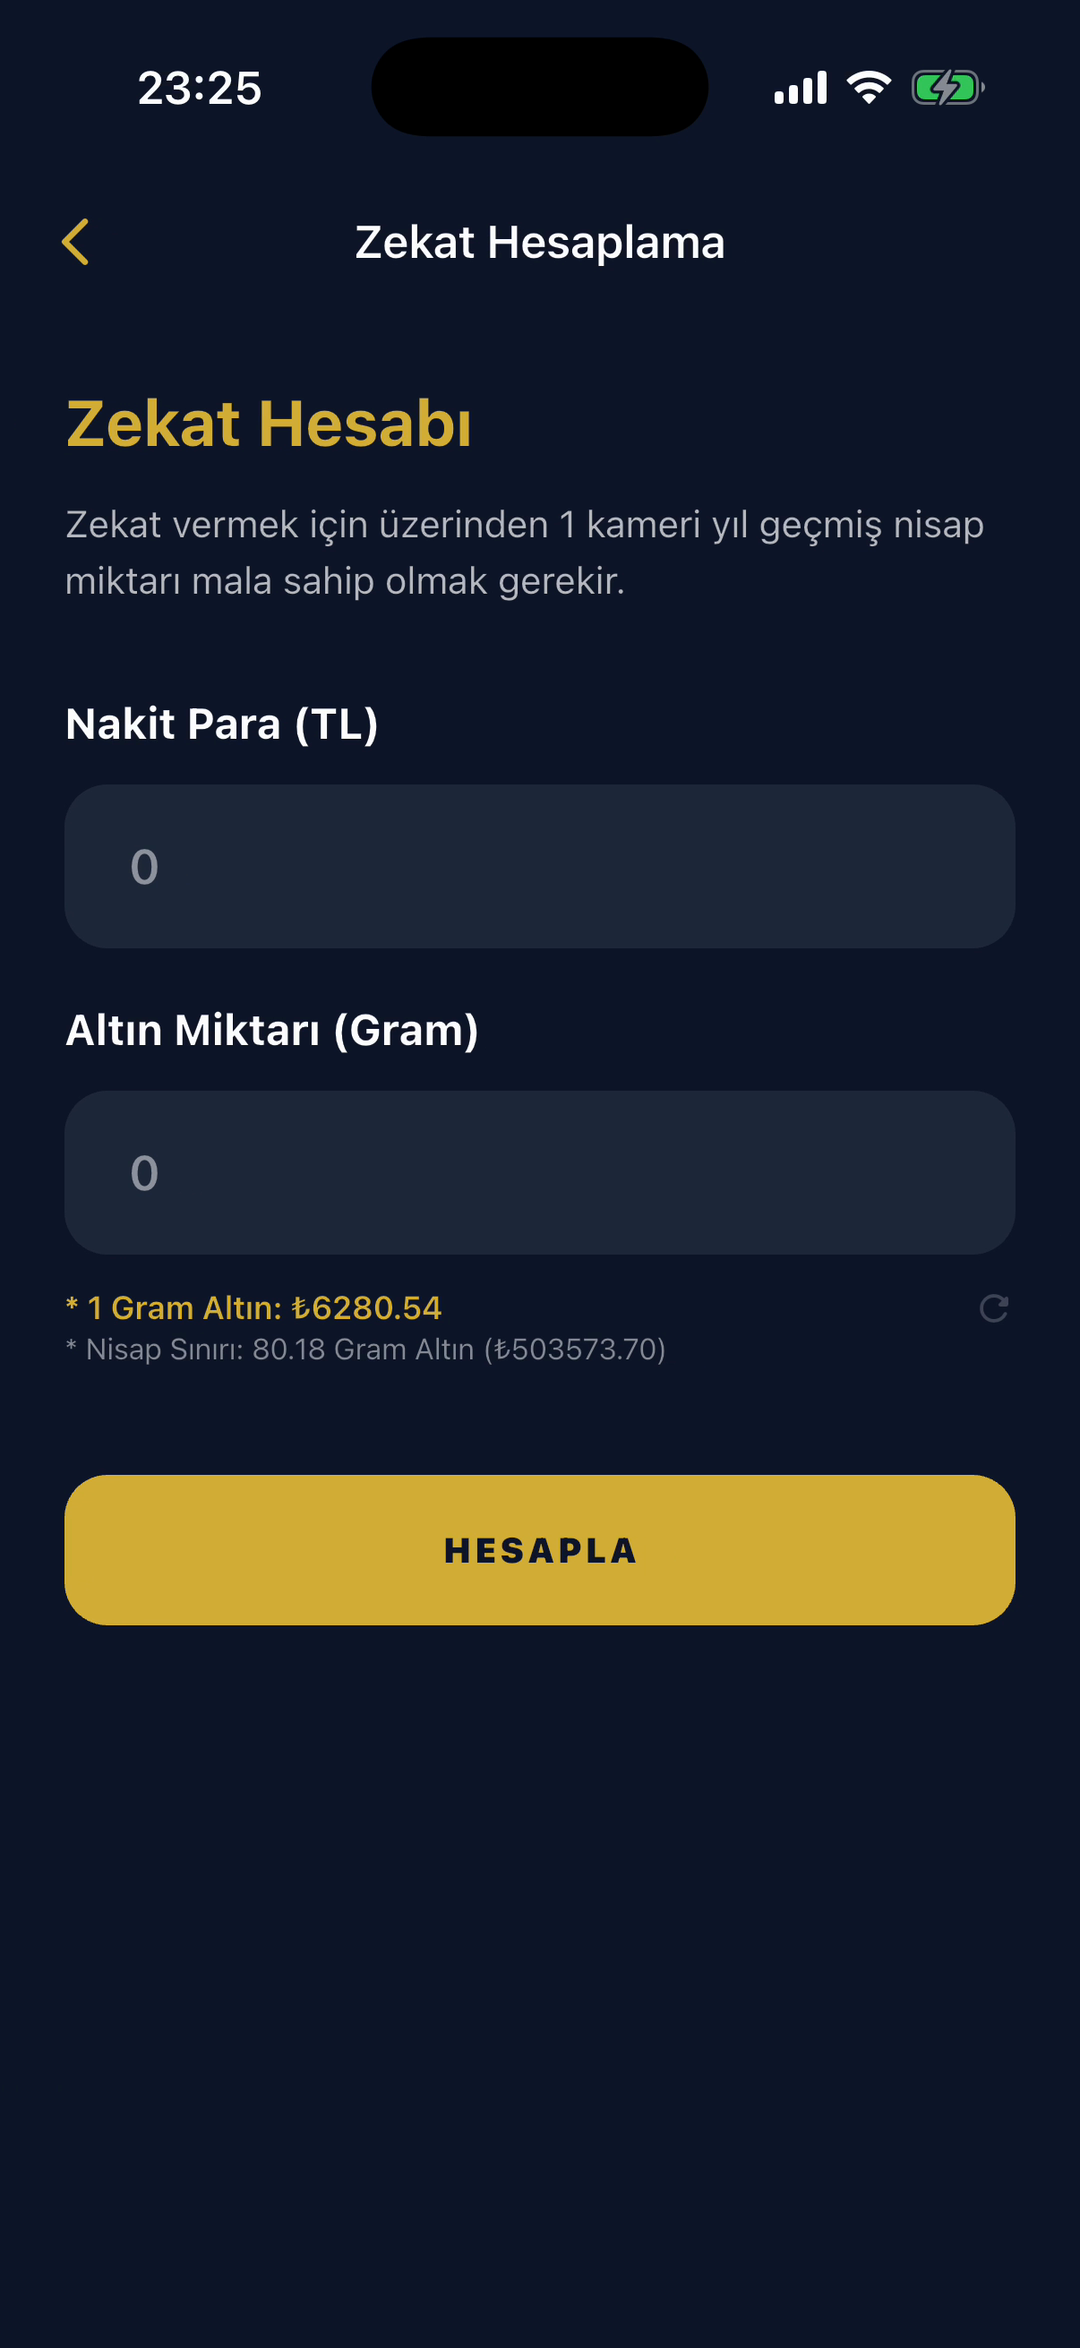 23:25
Zekat Hesaplama
Zekat Hesabı
Zekat vermek için üzerinden 1 kameri yıl geçmiş nisap
miktarı mala sahip olmak gerekir.
Nakit Para (TL)
0
Altın Miktarı (Gram)
0
* 1 Gram Altın: ₺6280.54
* Nisap Sınırı: 80.18 Gram Altın (₺503573.70)
HESAPLA